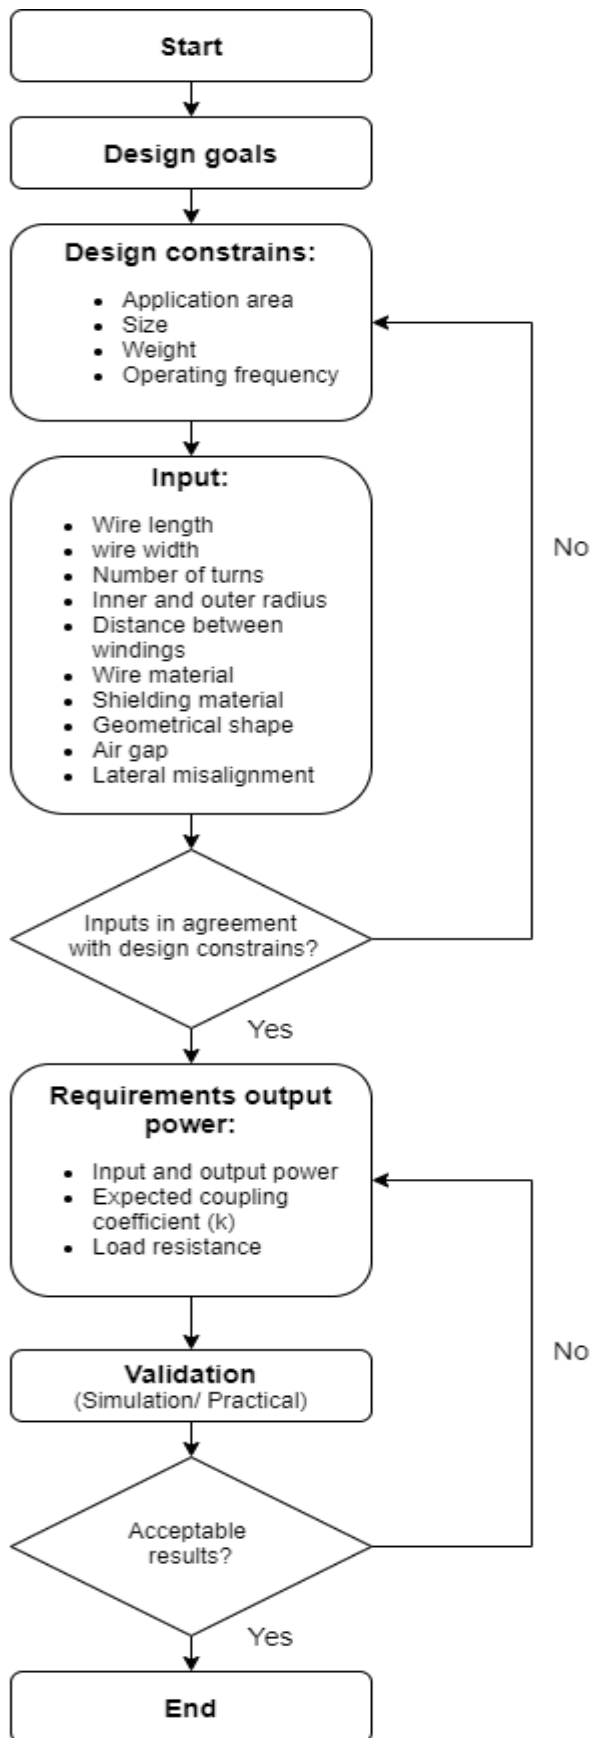 Start
Design goals
Design constrains:
Application area
Size
Weight
Operating frequency
Input:
Wire length
wire width
Number of turns
Inner and outer radius
Distance between
windings
Wire material
Shielding material
Geometrical shape
Air gap
Lateral misalignment
No
Inputs in agreement
with design constrains?
Yes
Requirements output
power:
Input and output power
Expected coupling
coefficient (k)
Load resistance
Validation
(Simulation/ Practical)
No
Acceptable
results?
Yes
End